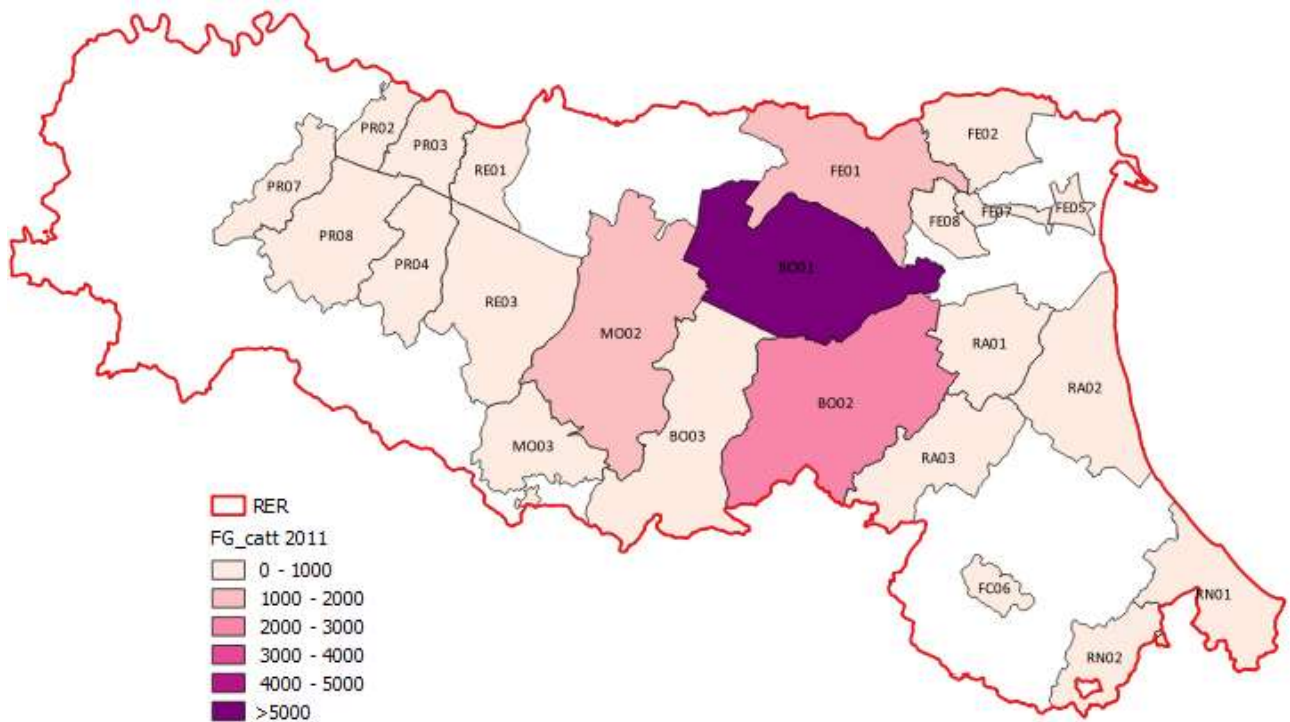 PR02
PR03
RE01
FE02
PR07
FE01
FE08
FE07
FE05
PR08
PR04
BO01
RE03
MO02
RA01
RA02
BO02
MO03
BO03
RA03
FC06
RN01
RN02
RER
FG_catt 2011
0 - 1000
1000 - 2000
2000 - 3000
3000 - 4000
4000 - 5000
>5000